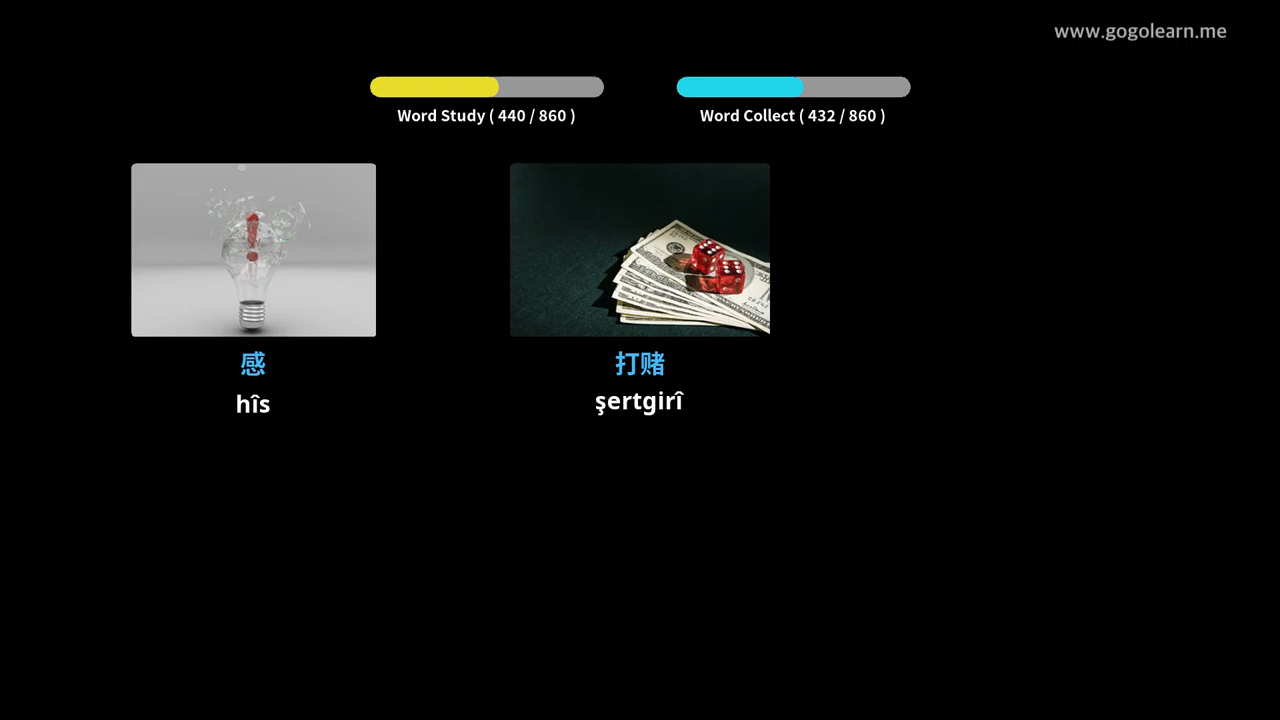 www.gogolearn.me
Word Study ( 440 / 860 )
Word Collect ( 432 / 860 )
感
hîs
打赌
şertgirî